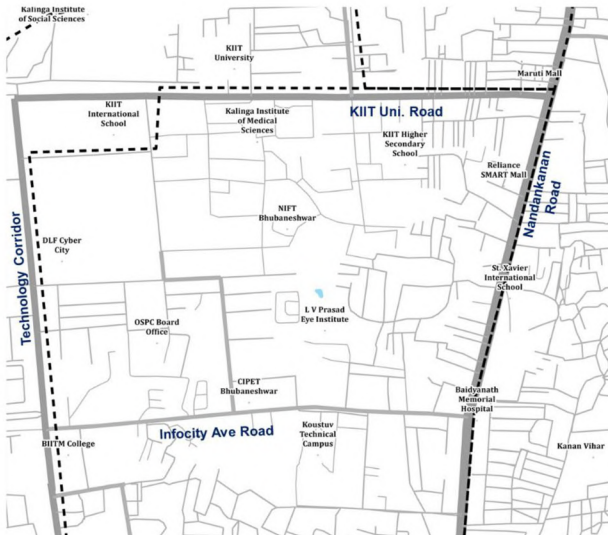 Kalinga Institute
of Social Sciences
KIIT
University
Maruti Mall
KIIT
International
School
Kalinga Institute
of Medical
Sciences
KIIT Uni. Road
KIIT Higher
Secondary
School
Reliance
SMART Mall
Nandankanan
Road
NIFT
Bhubaneshwar
DLF Cyber
City
Technology Corridor
St. Xavier
International
School
L V Prasad
Eye Institute
OSPC Board
Office
CIPET
Bhubaneshwar
Baidyanath
Memorial
Hospital
Infocity Ave Road
BIITM College
Koustuv
Technical
Campus
Kanan Vihar